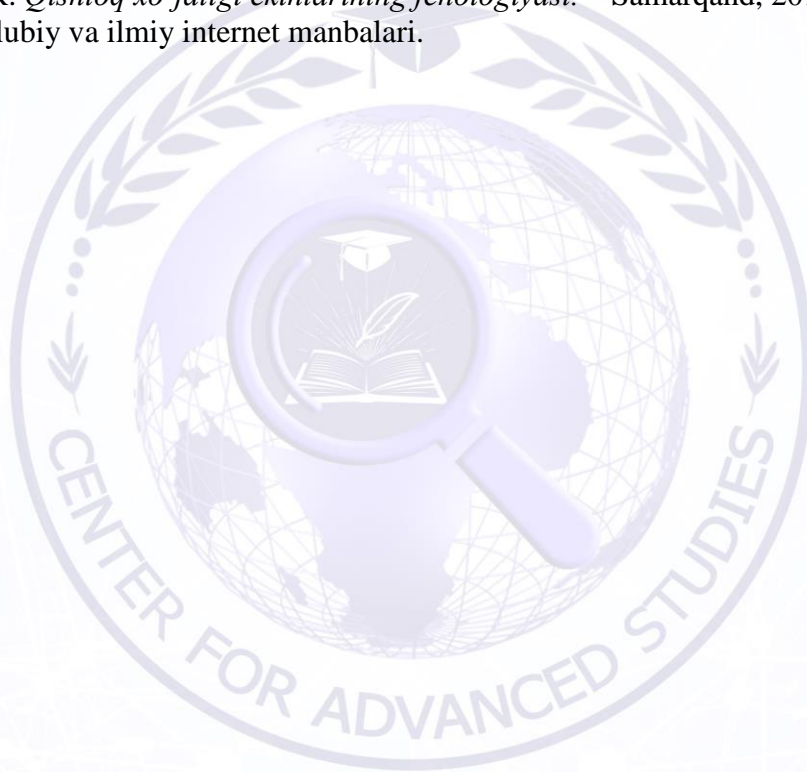 Qishloq xo‘jaligi ekinlarining fenologiyasi. – Samarqand, 20
lubiy va ilmiy internet manbalari.
CENTER FOR ADVANCED STUDIES